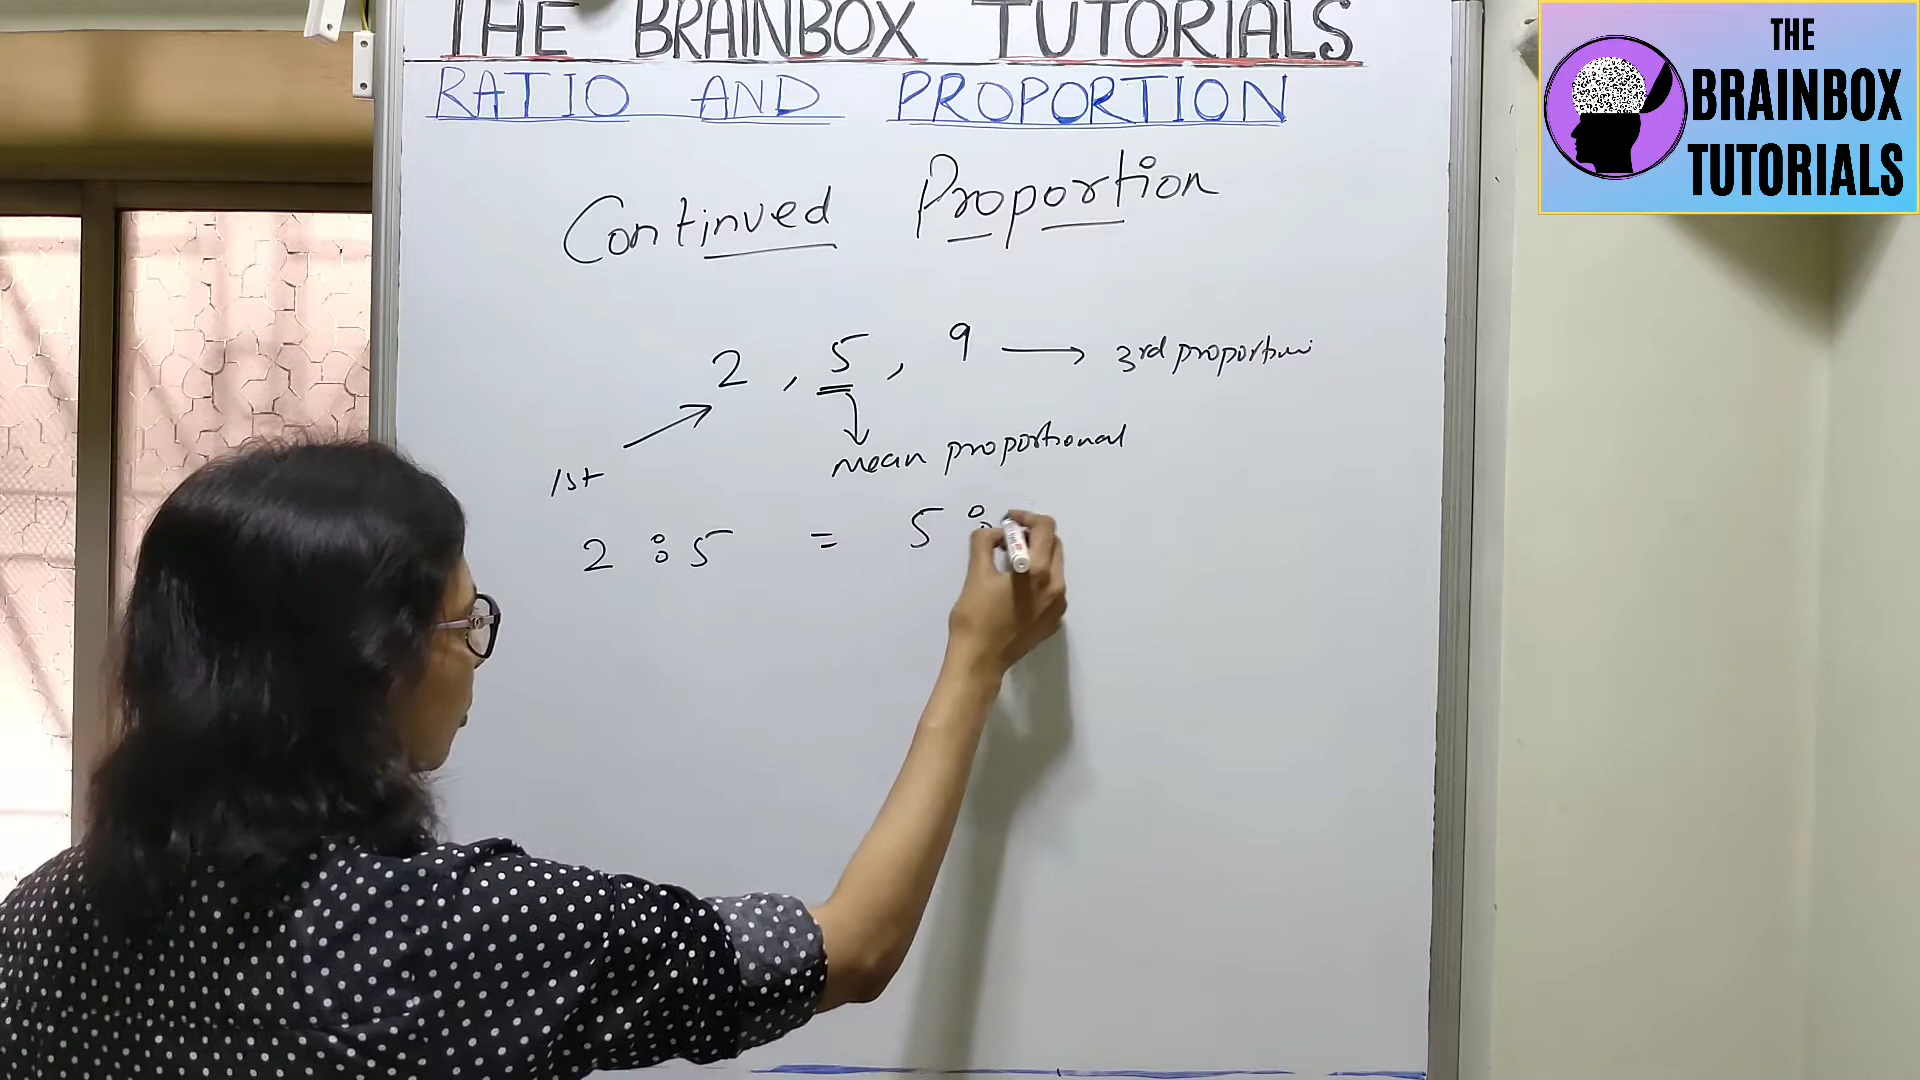 THE BRAINBOX TUTORIALS
RATIO AND PROPORTION
Continued Proportion
2 , 5 , 9 → 3rd proportion
1st
mean proportional
2 : 5 = 5 :
THE
BRAINBOX
TUTORIALS